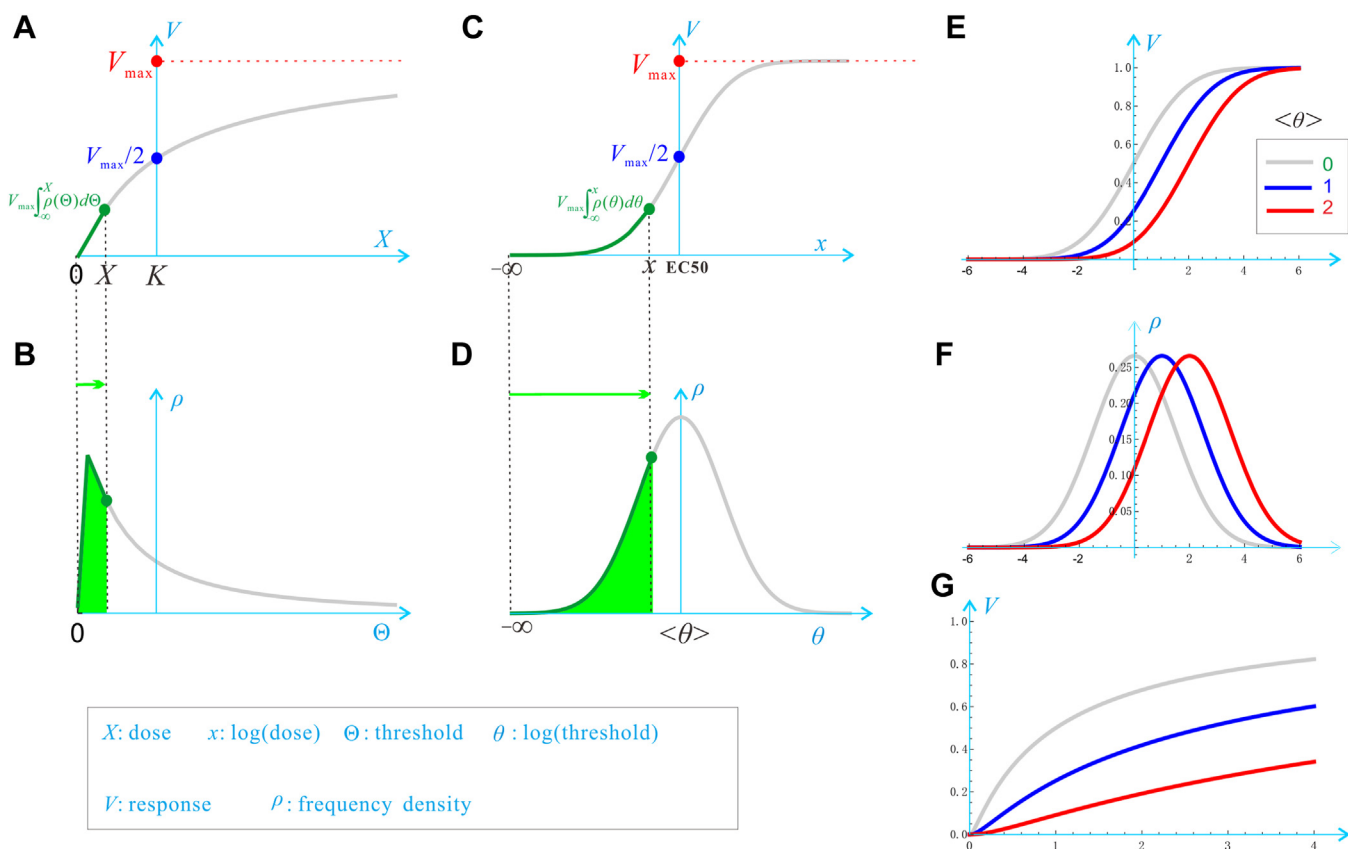 A
V
V_max
V_max/2
V_max∫_∞^X ρ(Θ)dΘ
X
0 X K
C
V
V_max
V_max/2
V_max∫_∞^x ρ(θ)dθ
x
−∞ x EC50
E
V
1.0
0.8
0.6
0.4
0.2
-6 -4 -2 2 4 6
<θ>
0
1
2
B
ρ
0 Θ
D
ρ
−∞ <θ> θ
F
ρ
0.25
0.20
0.15
0.10
0.05
-6 -4 -2 2 4 6
G
V
1.0
0.8
0.6
0.4
0.2
0.0
0 1 2 3 4
X: dose x: log(dose) Θ: threshold θ : log(threshold)
V: response ρ: frequency density